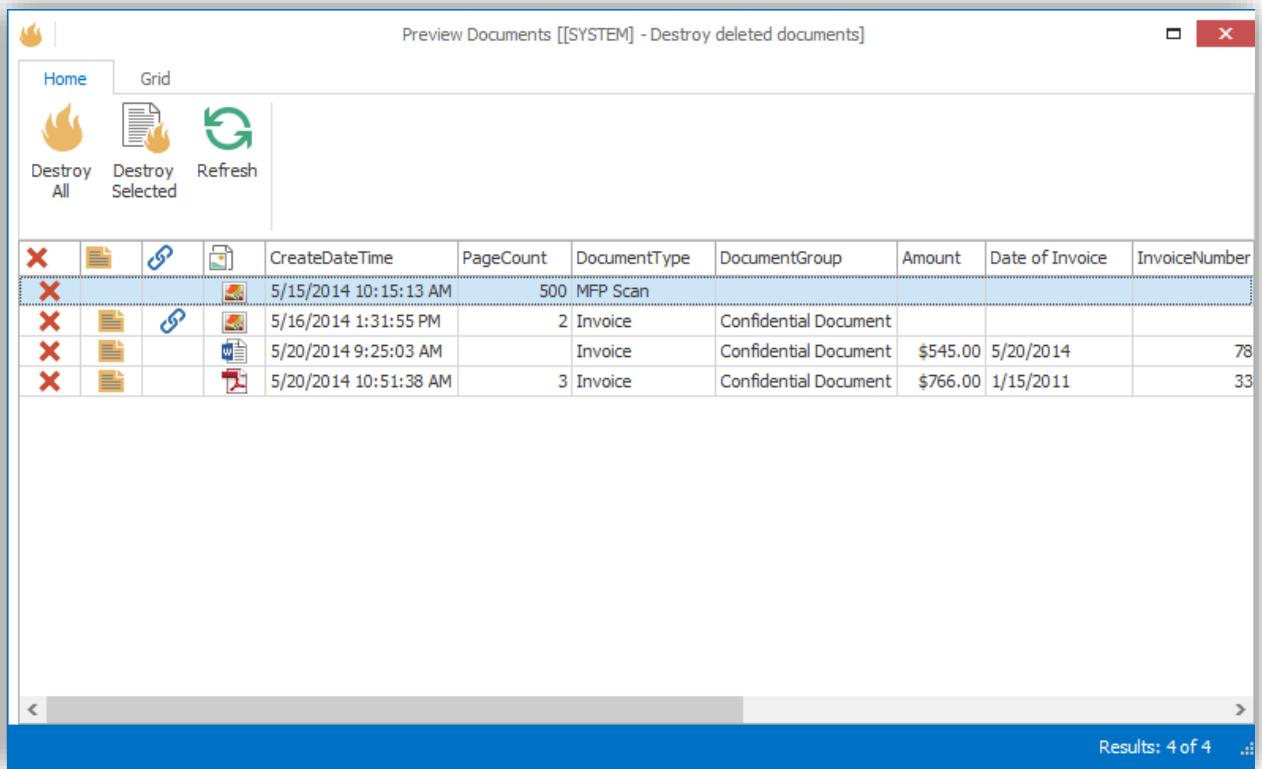 Preview Documents [[SYSTEM] - Destroy deleted documents]
Home Grid
Destroy All Destroy Selected Refresh
CreateDateTime PageCount DocumentType DocumentGroup Amount Date of Invoice InvoiceNumber
5/15/2014 10:15:13 AM 500 MFP Scan
5/16/2014 1:31:55 PM 2 Invoice Confidential Document
5/20/2014 9:25:03 AM Invoice Confidential Document $545.00 5/20/2014 78
5/20/2014 10:51:38 AM 3 Invoice Confidential Document $766.00 1/15/2011 33
Results: 4 of 4